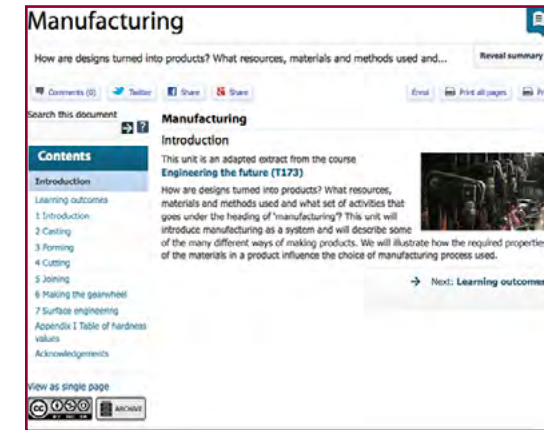 Manufacturing
How are designs turned into products? What resources, materials and methods used and...
Reveal summary
Comments (0)
Twitter
Share
Share
Email
Print all pages
Search this document
?
Contents
Introduction
Learning outcomes
1 Introduction
2 Casting
3 Forming
4 Cutting
5 Joining
6 Making the gearwheel
7 Surface engineering
Appendix I Table of hardness
values
Acknowledgements
View as single page
ARCHIVE
Manufacturing
Introduction
This unit is an adapted extract from the course
Engineering the future (T173)
How are designs turned into products? What resources,
materials and methods used and what set of activities that
goes under the heading of 'manufacturing'? This unit will
introduce manufacturing as a system and will describe some
of the many different ways of making products. We will illustrate how the required properties
of the materials in a product influence the choice of manufacturing process used.
Next: Learning outcomes